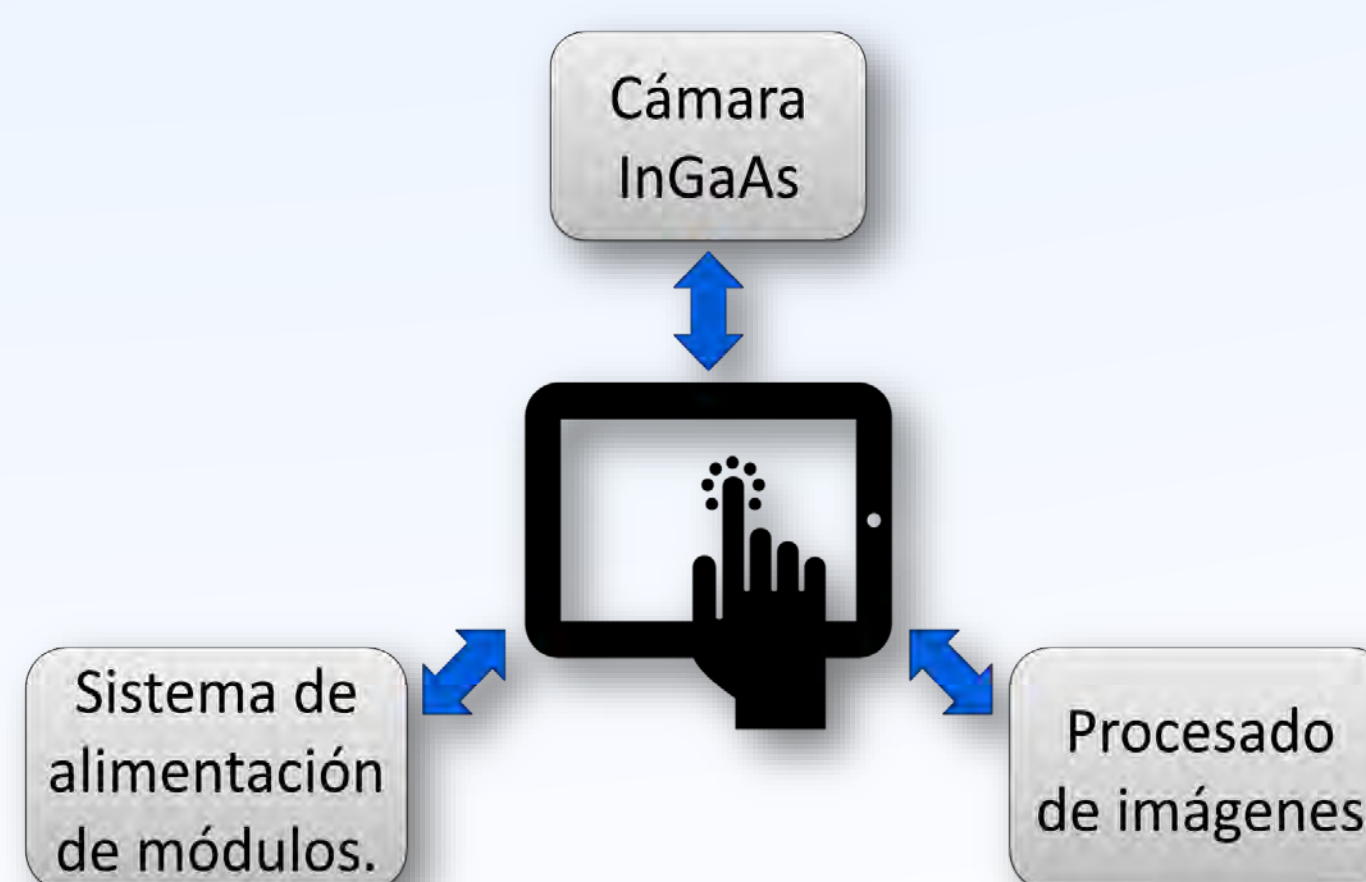 Cámara
InGaAs
Sistema de
alimentación
de módulos.
Procesado
de imágenes